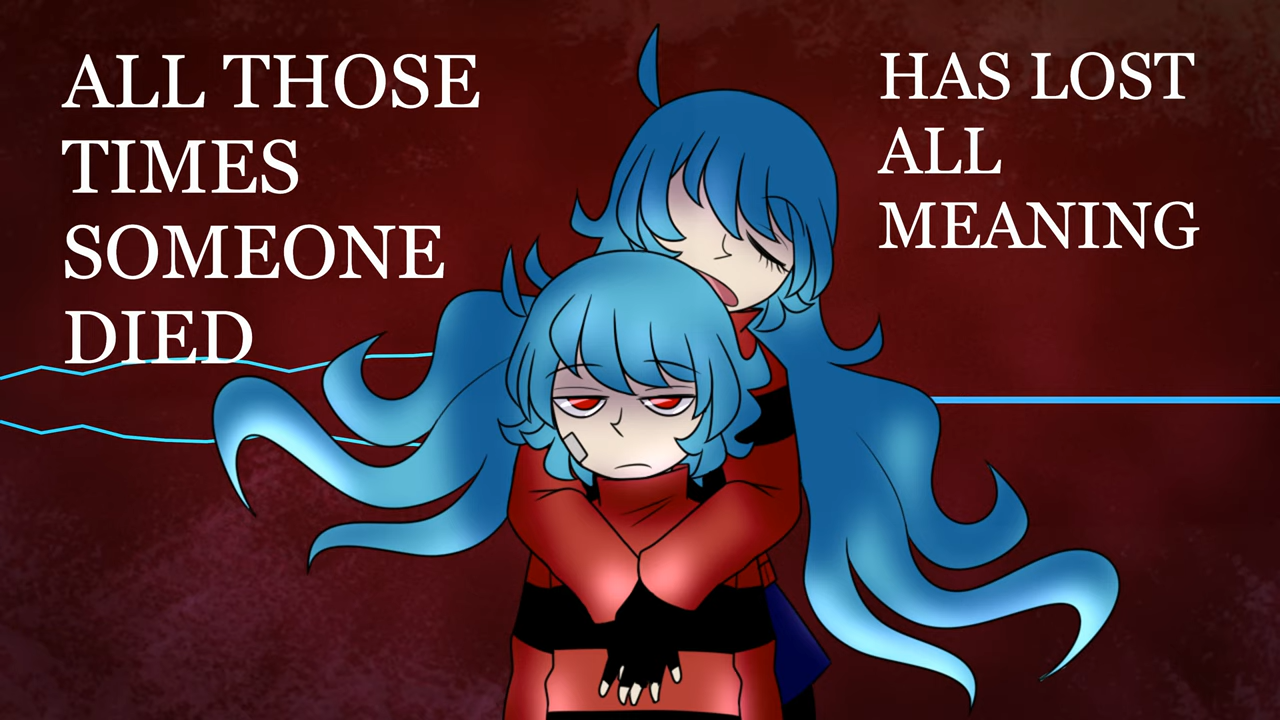 ALL THOSE
TIMES
SOMEONE
DIED
HAS LOST
ALL
MEANING